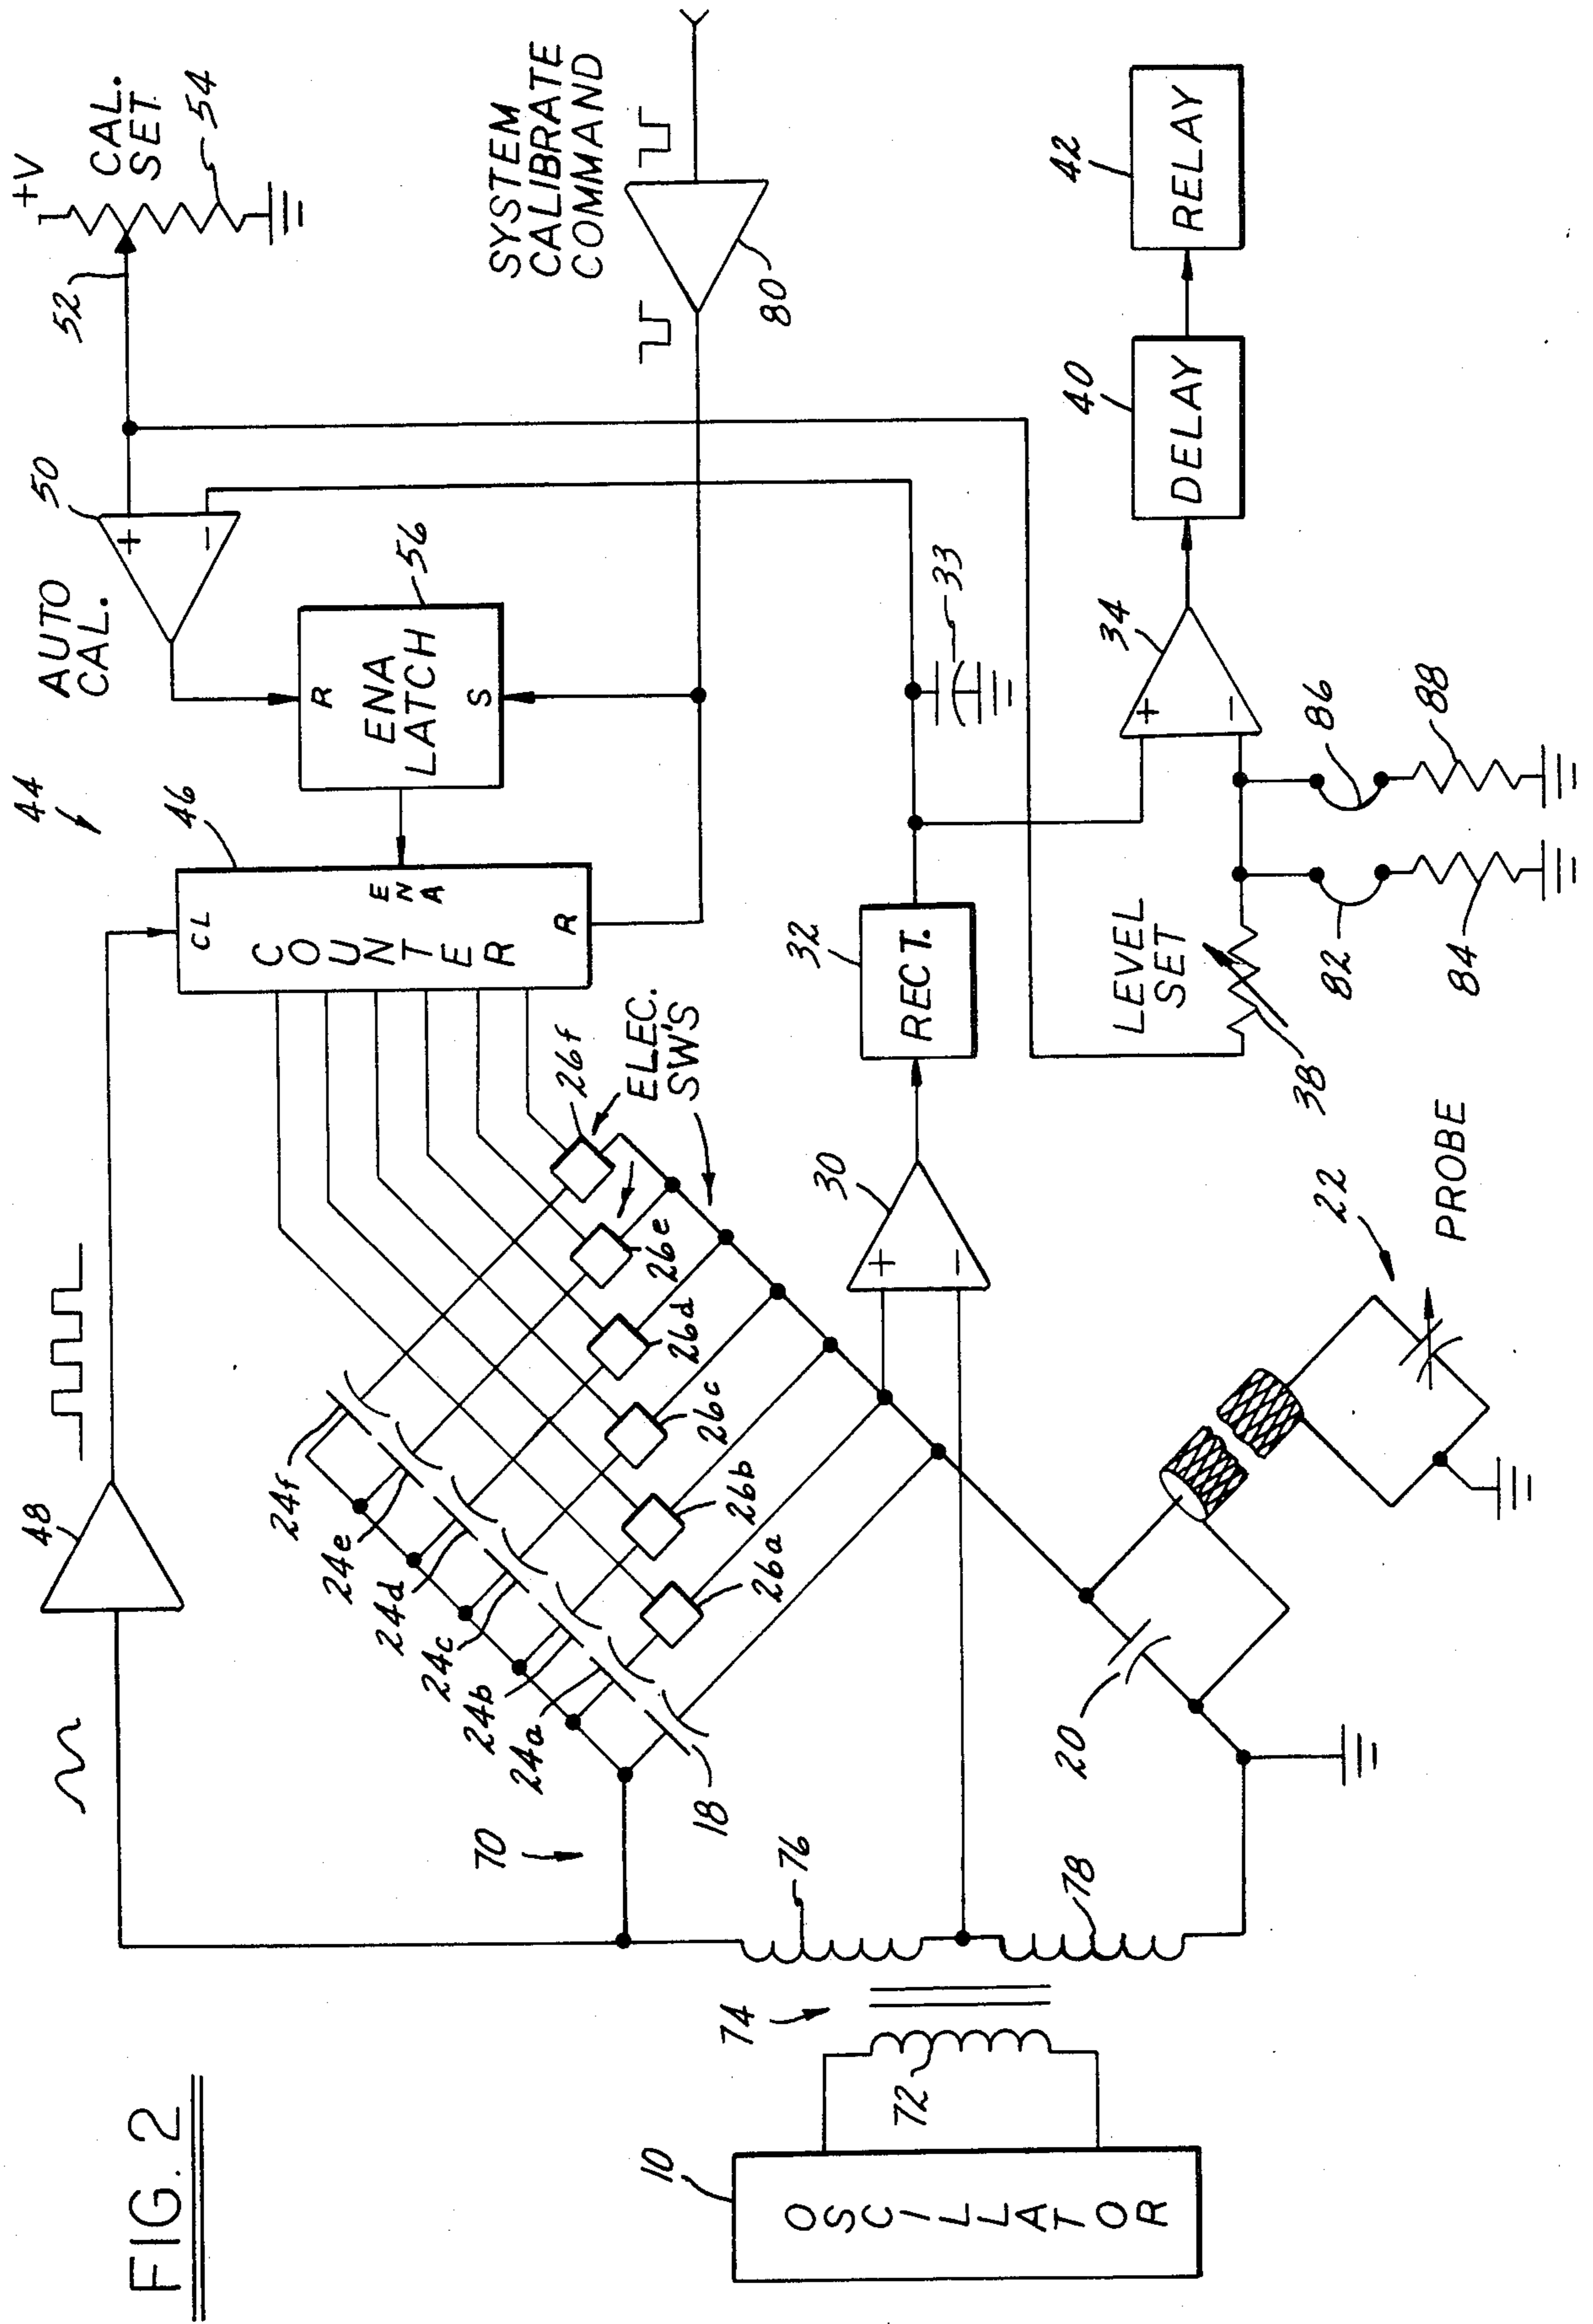 FIG. 2
44
AUTO
CAL.
50
52
+V
CAL.
SET
54
48
46
CL
COUNTER
ENA
R
R
ENA
LATCH
S
56
+
−
SYSTEM
CALIBRATE
COMMAND
80
24f
24e
24d
24c
24b
24a
18
70
26f
26e
26d
26c
26b
26a
ELEC.
SW'S
10
OSCILLATOR
72
74
76
78
20
30
+
−
32
RECT.
33
34
+
−
40
DELAY
42
RELAY
LEVEL
SET
38
82
84
86
88
22
PROBE